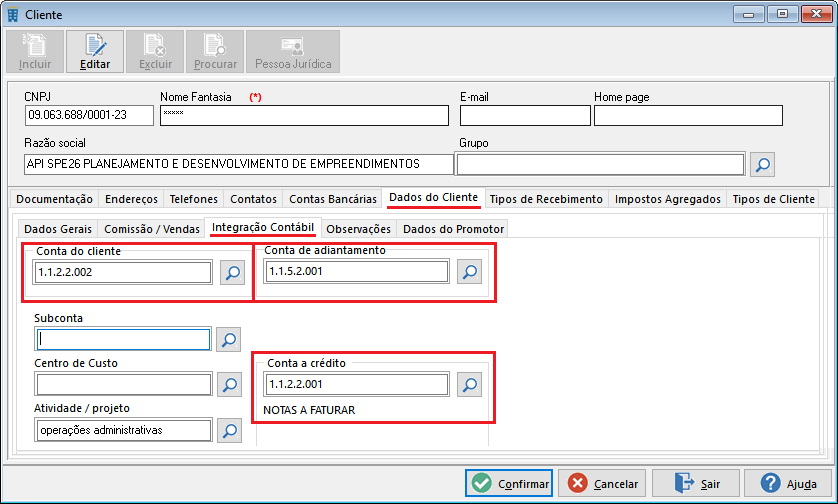 Cliente
Incluir Editar Excluir Procurar Pessoa Jurídica
CNPJ Nome Fantasia (*) E-mail Home page
09.063.688/0001-23 *****
Razão social Grupo
API SPE26 PLANEJAMENTO E DESENVOLVIMENTO DE EMPREENDIMENTOS
Documentação Endereços Telefones Contatos Contas Bancárias Dados do Cliente Tipos de Recebimento Impostos Agregados Tipos de Cliente
Dados Gerais Comissão / Vendas Integração Contábil Observações Dados do Promotor
Conta do cliente Conta de adiantamento
1.1.2.2.002 1.1.5.2.001
Subconta
Centro de Custo Conta a crédito
1.1.2.2.001
Atividade / projeto NOTAS A FATURAR
operações administrativas
Confirmar Cancelar Sair Ajuda